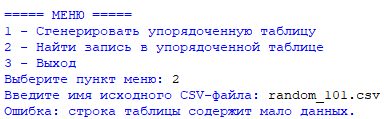 ===== МЕНЮ =====
1 - Сгенерировать упорядоченную таблицу
2 - Найти запись в упорядоченной таблице
3 - Выход
Выберите пункт меню: 2
Введите имя исходного CSV-файла: random_101.csv
Ошибка: строка таблицы содержит мало данных.